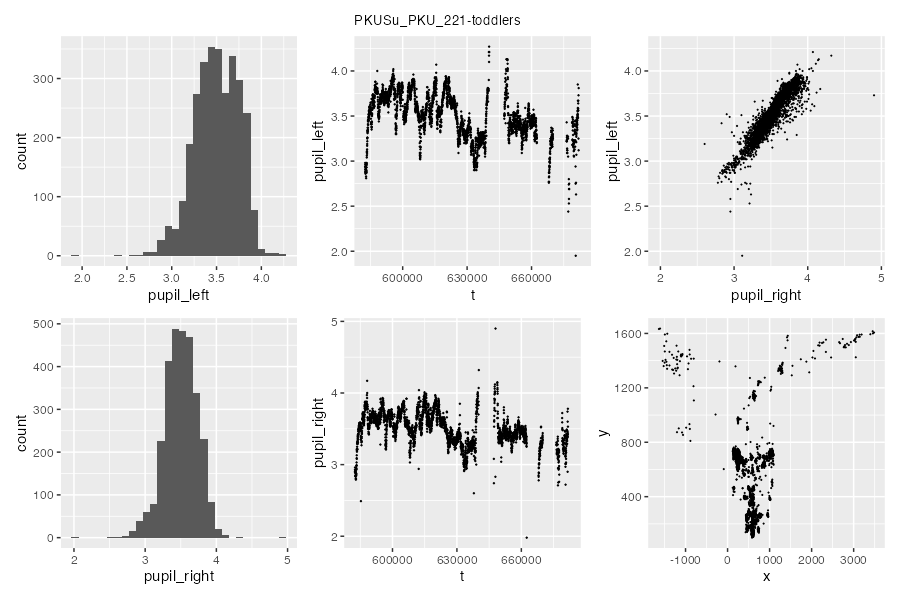 PKUSu_PKU_221-toddlers
count
300
200
100
0
2.0 2.5 3.0 3.5 4.0
pupil_left
pupil_left
4.0
3.5
3.0
2.5
2.0
600000 630000 660000
t
pupil_left
4.0
3.5
3.0
2.5
2.0
2 3 4 5
pupil_right
count
500
400
300
200
100
0
2 3 4 5
pupil_right
pupil_right
5
4
3
2
600000 630000 660000
t
y
1600
1200
800
400
-1000 0 1000 2000 3000
x